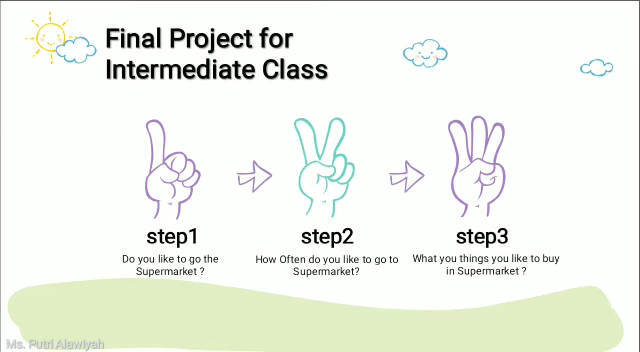 Final Project for
Intermediate Class
step1
Do you like to go the
Supermarket ?
step2
How Often do you like to go to
Supermarket?
step3
What you things you like to buy
in Supermarket ?
Ms. Putri Alawiyah